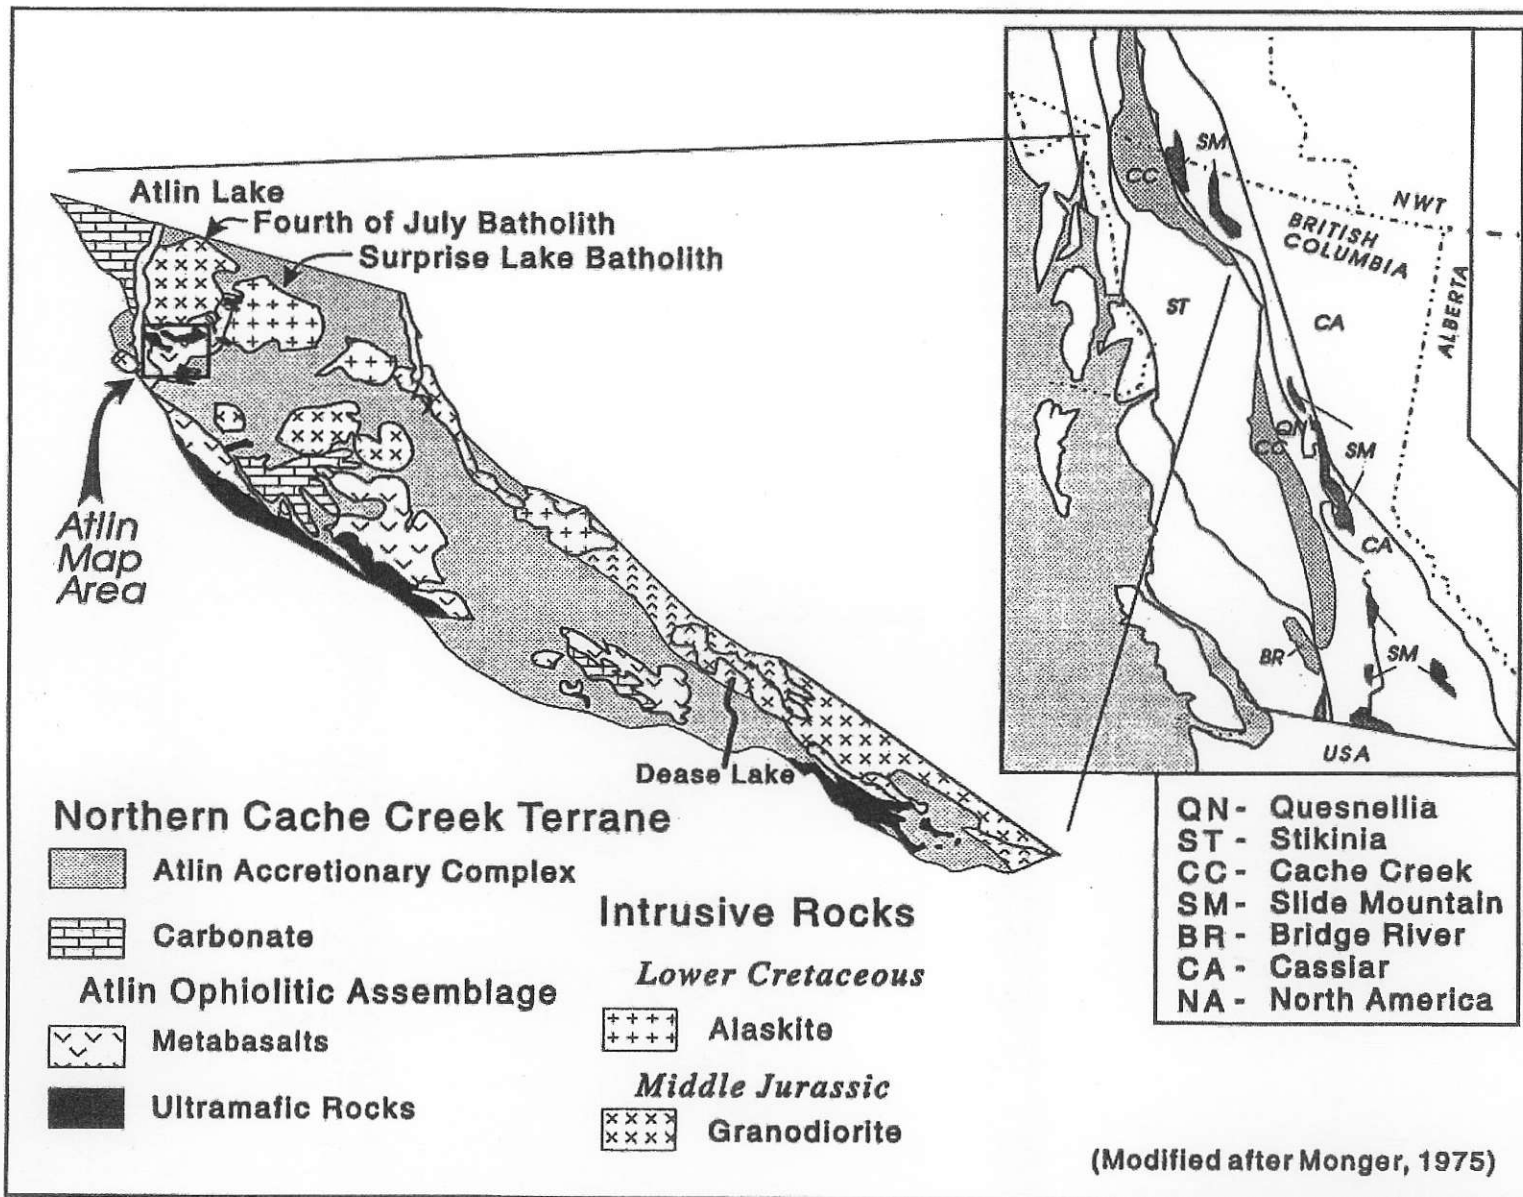 Atlin Lake
Fourth of July Batholith
Surprise Lake Batholith
Atlin
Map
Area
Dease Lake
SM
CC
NWT
BRITISH
COLUMBIA
ALBERTA
ST
CA
QN
CC
SM
CA
BR
SM
USA
QN - Quesnellia
ST - Stikinia
CC - Cache Creek
SM - Slide Mountain
BR - Bridge River
CA - Cassiar
NA - North America
Northern Cache Creek Terrane
Atlin Accretionary Complex
Carbonate
Atlin Ophiolitic Assemblage
Metabasalts
Ultramafic Rocks
Intrusive Rocks
Lower Cretaceous
Alaskite
Middle Jurassic
Granodiorite
(Modified after Monger, 1975)